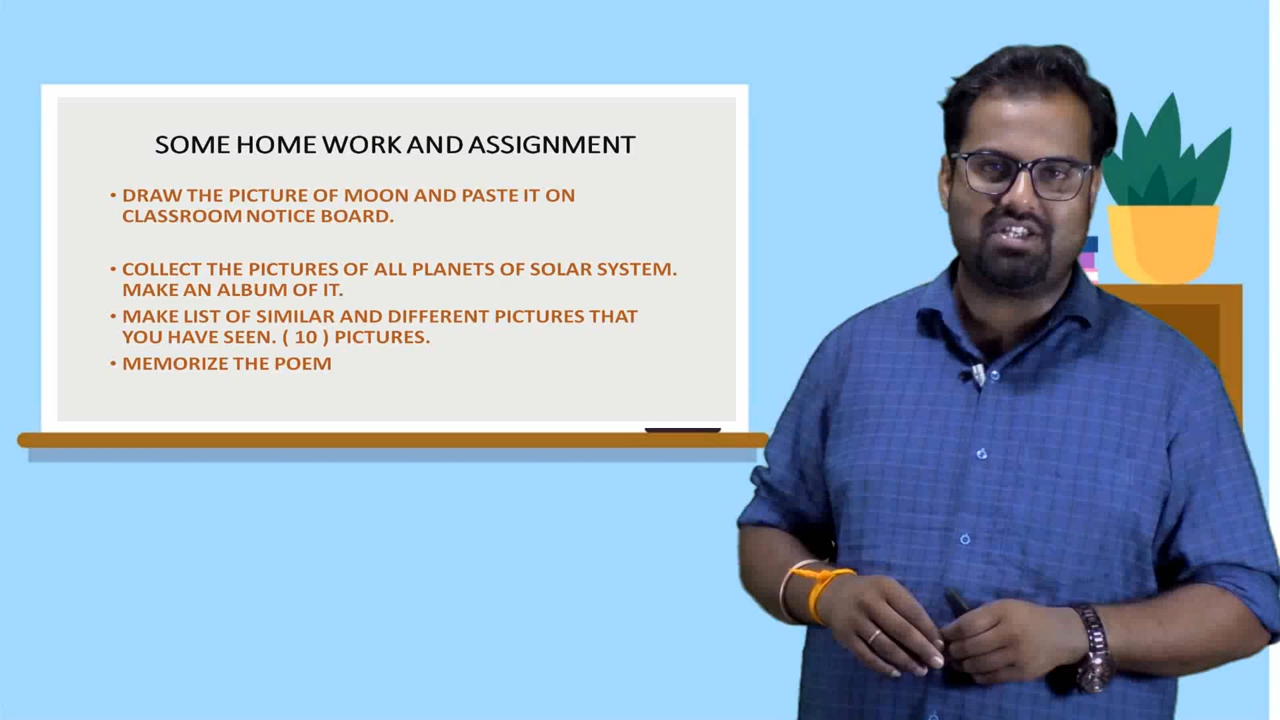 SOME HOME WORK AND ASSIGNMENT
• DRAW THE PICTURE OF MOON AND PASTE IT ON
CLASSROOM NOTICE BOARD.
• COLLECT THE PICTURES OF ALL PLANETS OF SOLAR SYSTEM.
MAKE AN ALBUM OF IT.
• MAKE LIST OF SIMILAR AND DIFFERENT PICTURES THAT
YOU HAVE SEEN. ( 10 ) PICTURES.
• MEMORIZE THE POEM